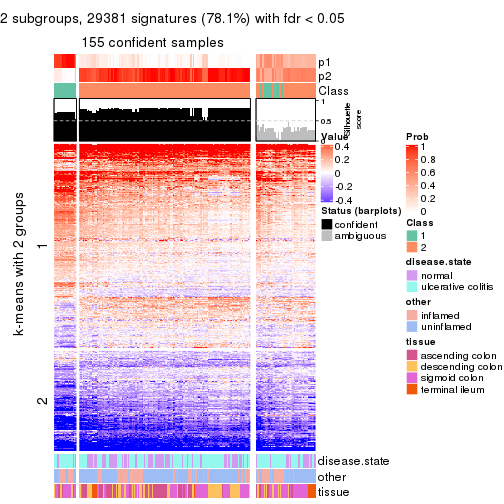 2 subgroups, 29381 signatures (78.1%) with fdr < 0.05
155 confident samples
p1
p2
Class
1
0.5
0
Silhouette
score
k-means with 2 groups
1
2
Value
0.4
0.2
0
-0.2
-0.4
Status (barplots)
confident
ambiguous
Prob
1
0.8
0.6
0.4
0.2
0
Class
1
2
disease.state
normal
ulcerative colitis
other
inflamed
uninflamed
tissue
ascending colon
descending colon
sigmoid colon
terminal ileum
disease.state
other
tissue